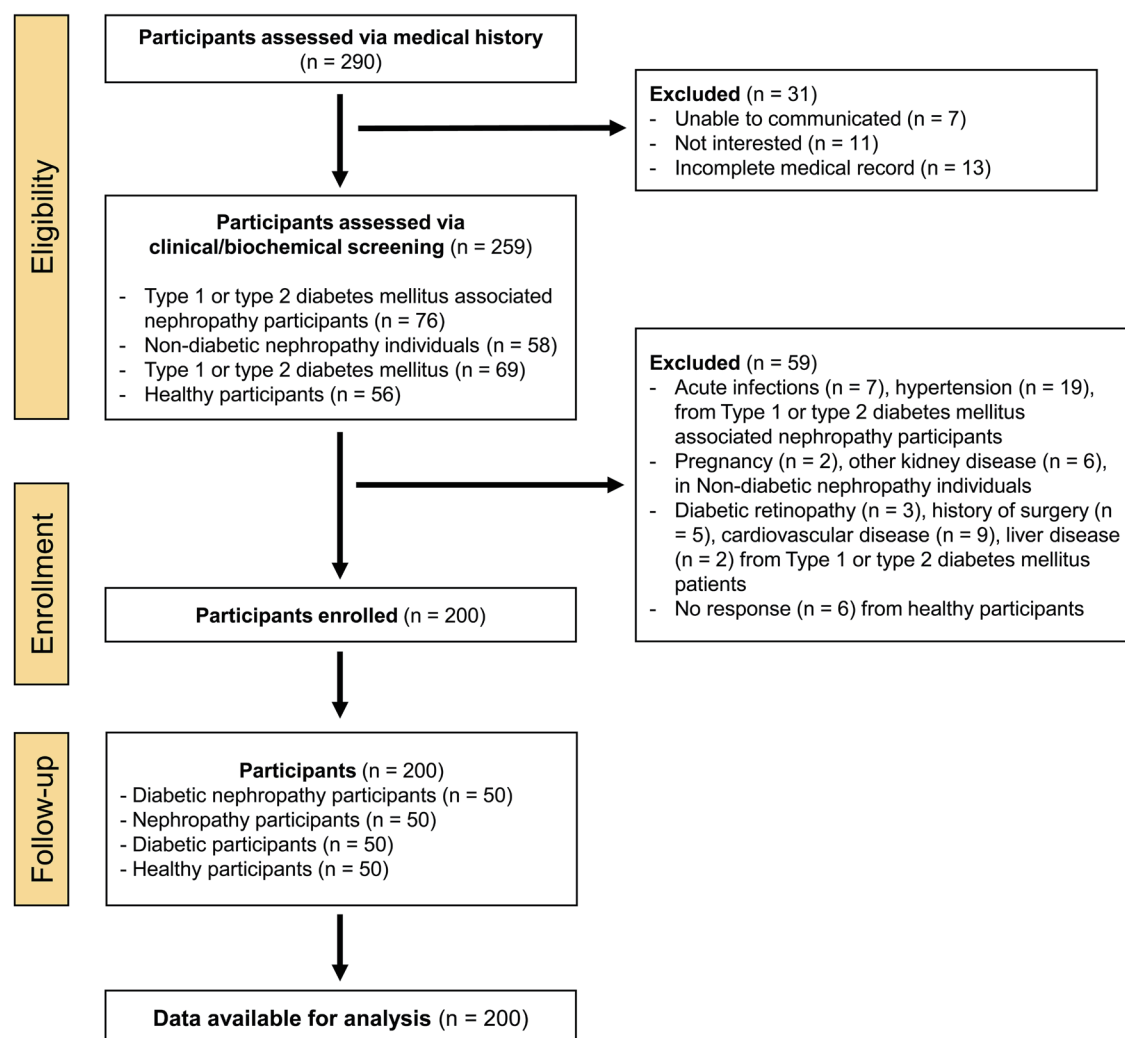 Eligibility
Participants assessed via medical history
(n = 290)
Excluded (n = 31)
- Unable to communicated (n = 7)
- Not interested (n = 11)
- Incomplete medical record (n = 13)
Participants assessed via
clinical/biochemical screening (n = 259)
- Type 1 or type 2 diabetes mellitus associated
nephropathy participants (n = 76)
- Non-diabetic nephropathy individuals (n = 58)
- Type 1 or type 2 diabetes mellitus (n = 69)
- Healthy participants (n = 56)
Excluded (n = 59)
- Acute infections (n = 7), hypertension (n = 19),
from Type 1 or type 2 diabetes mellitus
associated nephropathy participants
- Pregnancy (n = 2), other kidney disease (n = 6),
in Non-diabetic nephropathy individuals
- Diabetic retinopathy (n = 3), history of surgery (n
= 5), cardiovascular disease (n = 9), liver disease
(n = 2) from Type 1 or type 2 diabetes mellitus
patients
- No response (n = 6) from healthy participants
Enrollment
Participants enrolled (n = 200)
Follow-up
Participants (n = 200)
- Diabetic nephropathy participants (n = 50)
- Nephropathy participants (n = 50)
- Diabetic participants (n = 50)
- Healthy participants (n = 50)
Data available for analysis (n = 200)